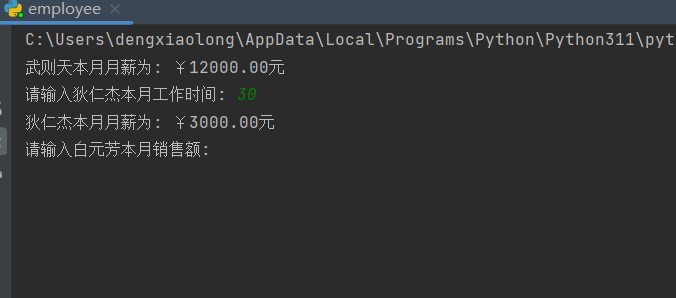 employee
C:\Users\dengxiaolong\AppData\Local\Programs\Python\Python311\pyt
武则天本月月薪为: ￥12000.00元
请输入狄仁杰本月工作时间: 30
狄仁杰本月月薪为: ￥3000.00元
请输入白元芳本月销售额: